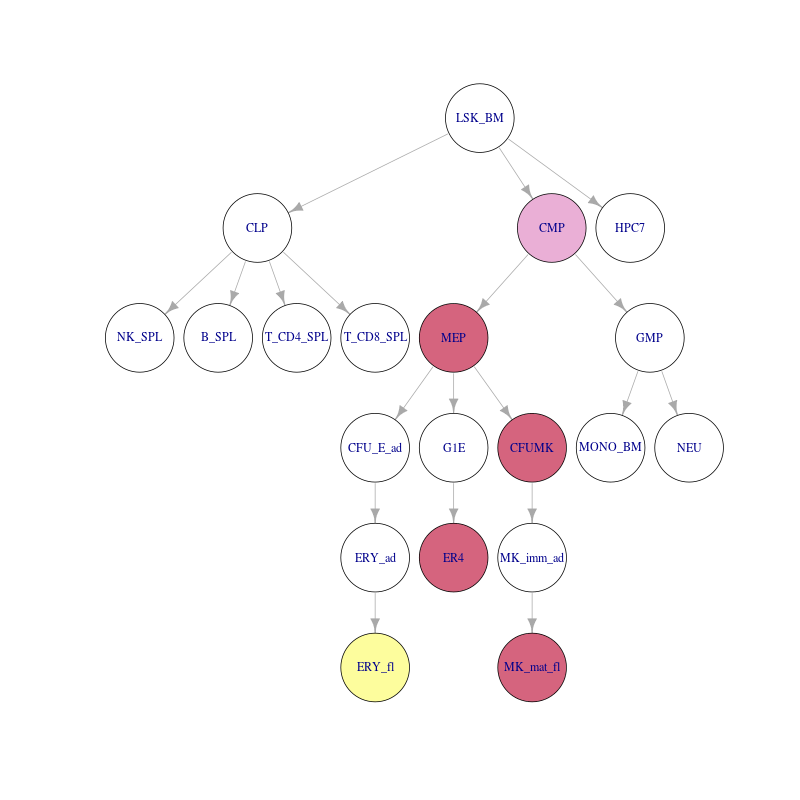 LSK_BM
CLP
CMP
HPC7
NK_SPL
B_SPL
T_CD4_SPL
T_CD8_SPL
MEP
GMP
CFU_E_ad
G1E
CFUMK
MONO_BM
NEU
ERY_ad
ER4
MK_imm_ad
ERY_fl
MK_mat_fl